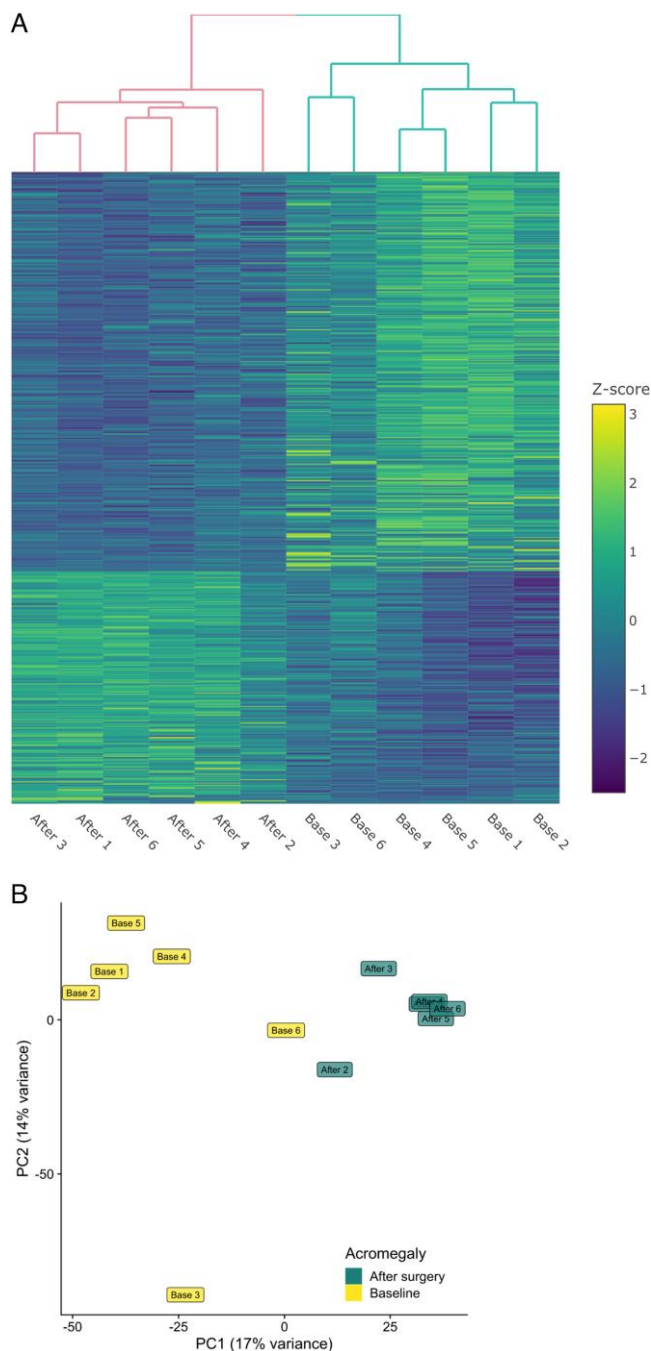 A
Z-score
3
2
1
0
−1
−2
After 3
After 1
After 6
After 5
After 4
After 2
Base 3
Base 6
Base 4
Base 5
Base 1
Base 2
B
Base 5
Base 4
Base 1
After 3
Base 2
After 4
After 6
0
After 5
Base 6
After 2
PC2 (14% variance)
-50
Acromegaly
After surgery
Baseline
Base 3
-50
-25
0
25
PC1 (17% variance)